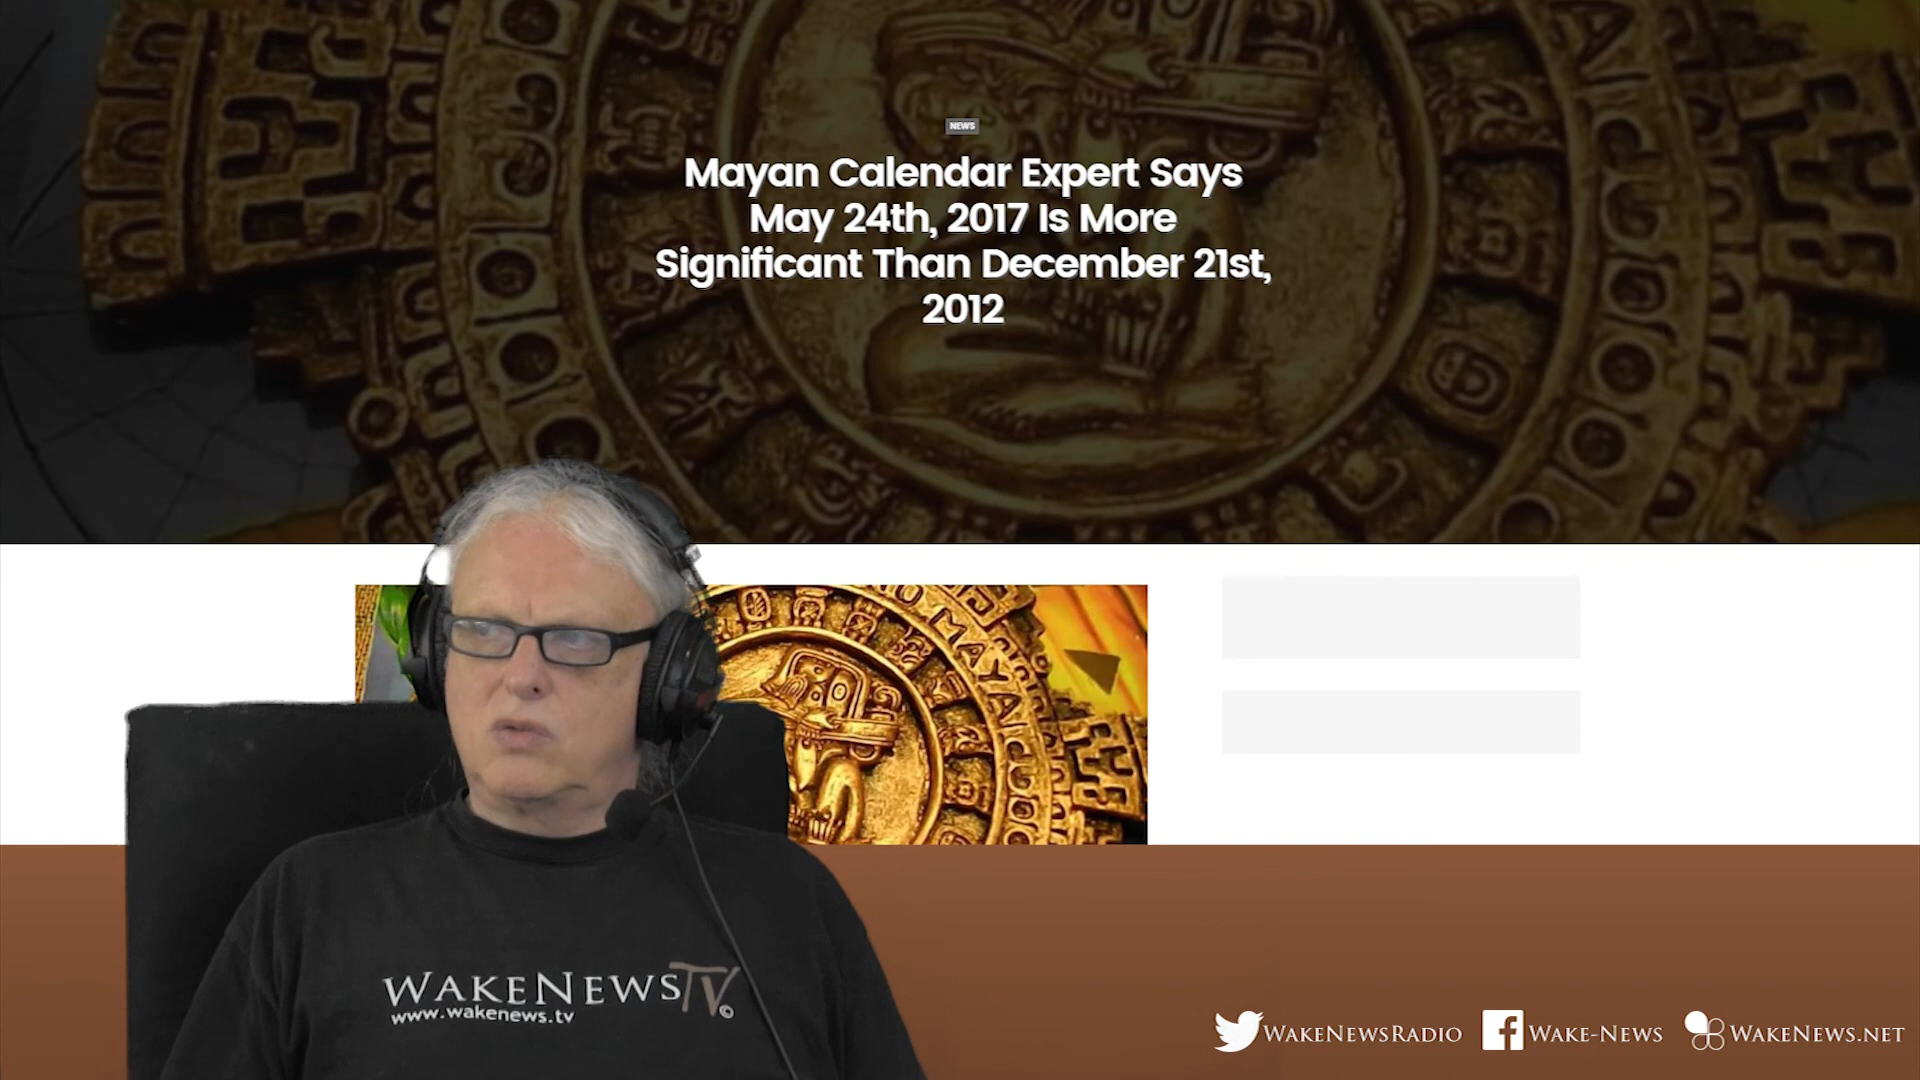 NEWS
Mayan Calendar Expert Says
May 24th, 2017 Is More
Significant Than December 21st,
2012
WAKENEWSTV©
www.wakenews.tv
WAKENEWSRADIO
WAKE-NEWS
WAKENEWS.NET